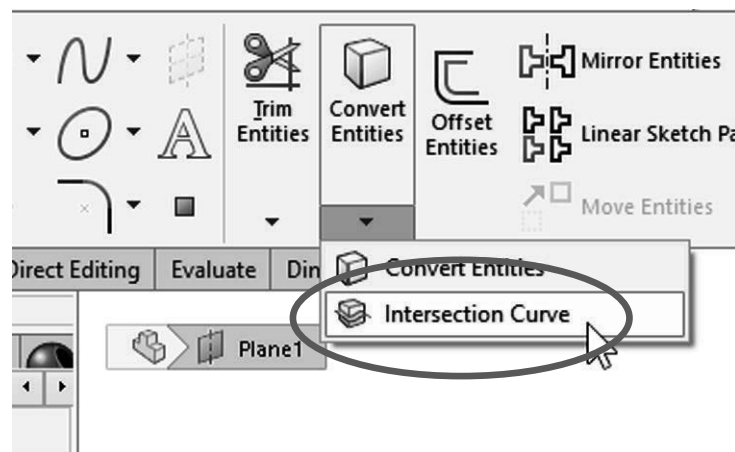 Trim
Entities
Convert
Entities
Offset
Entities
Mirror Entities
Linear Sketch Pa
Move Entities
Direct Editing
Evaluate
Din
Convert Entities
Intersection Curve
Plane1